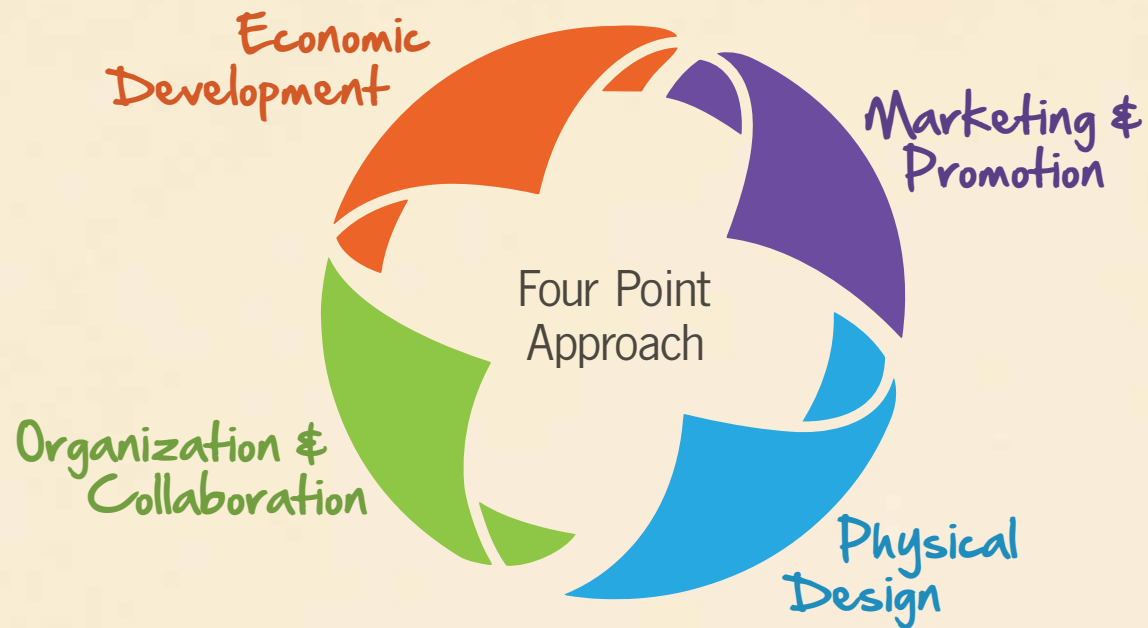 Economic
Development
Marketing &
Promotion
Four Point
Approach
Organization &
Collaboration
Physical
Design